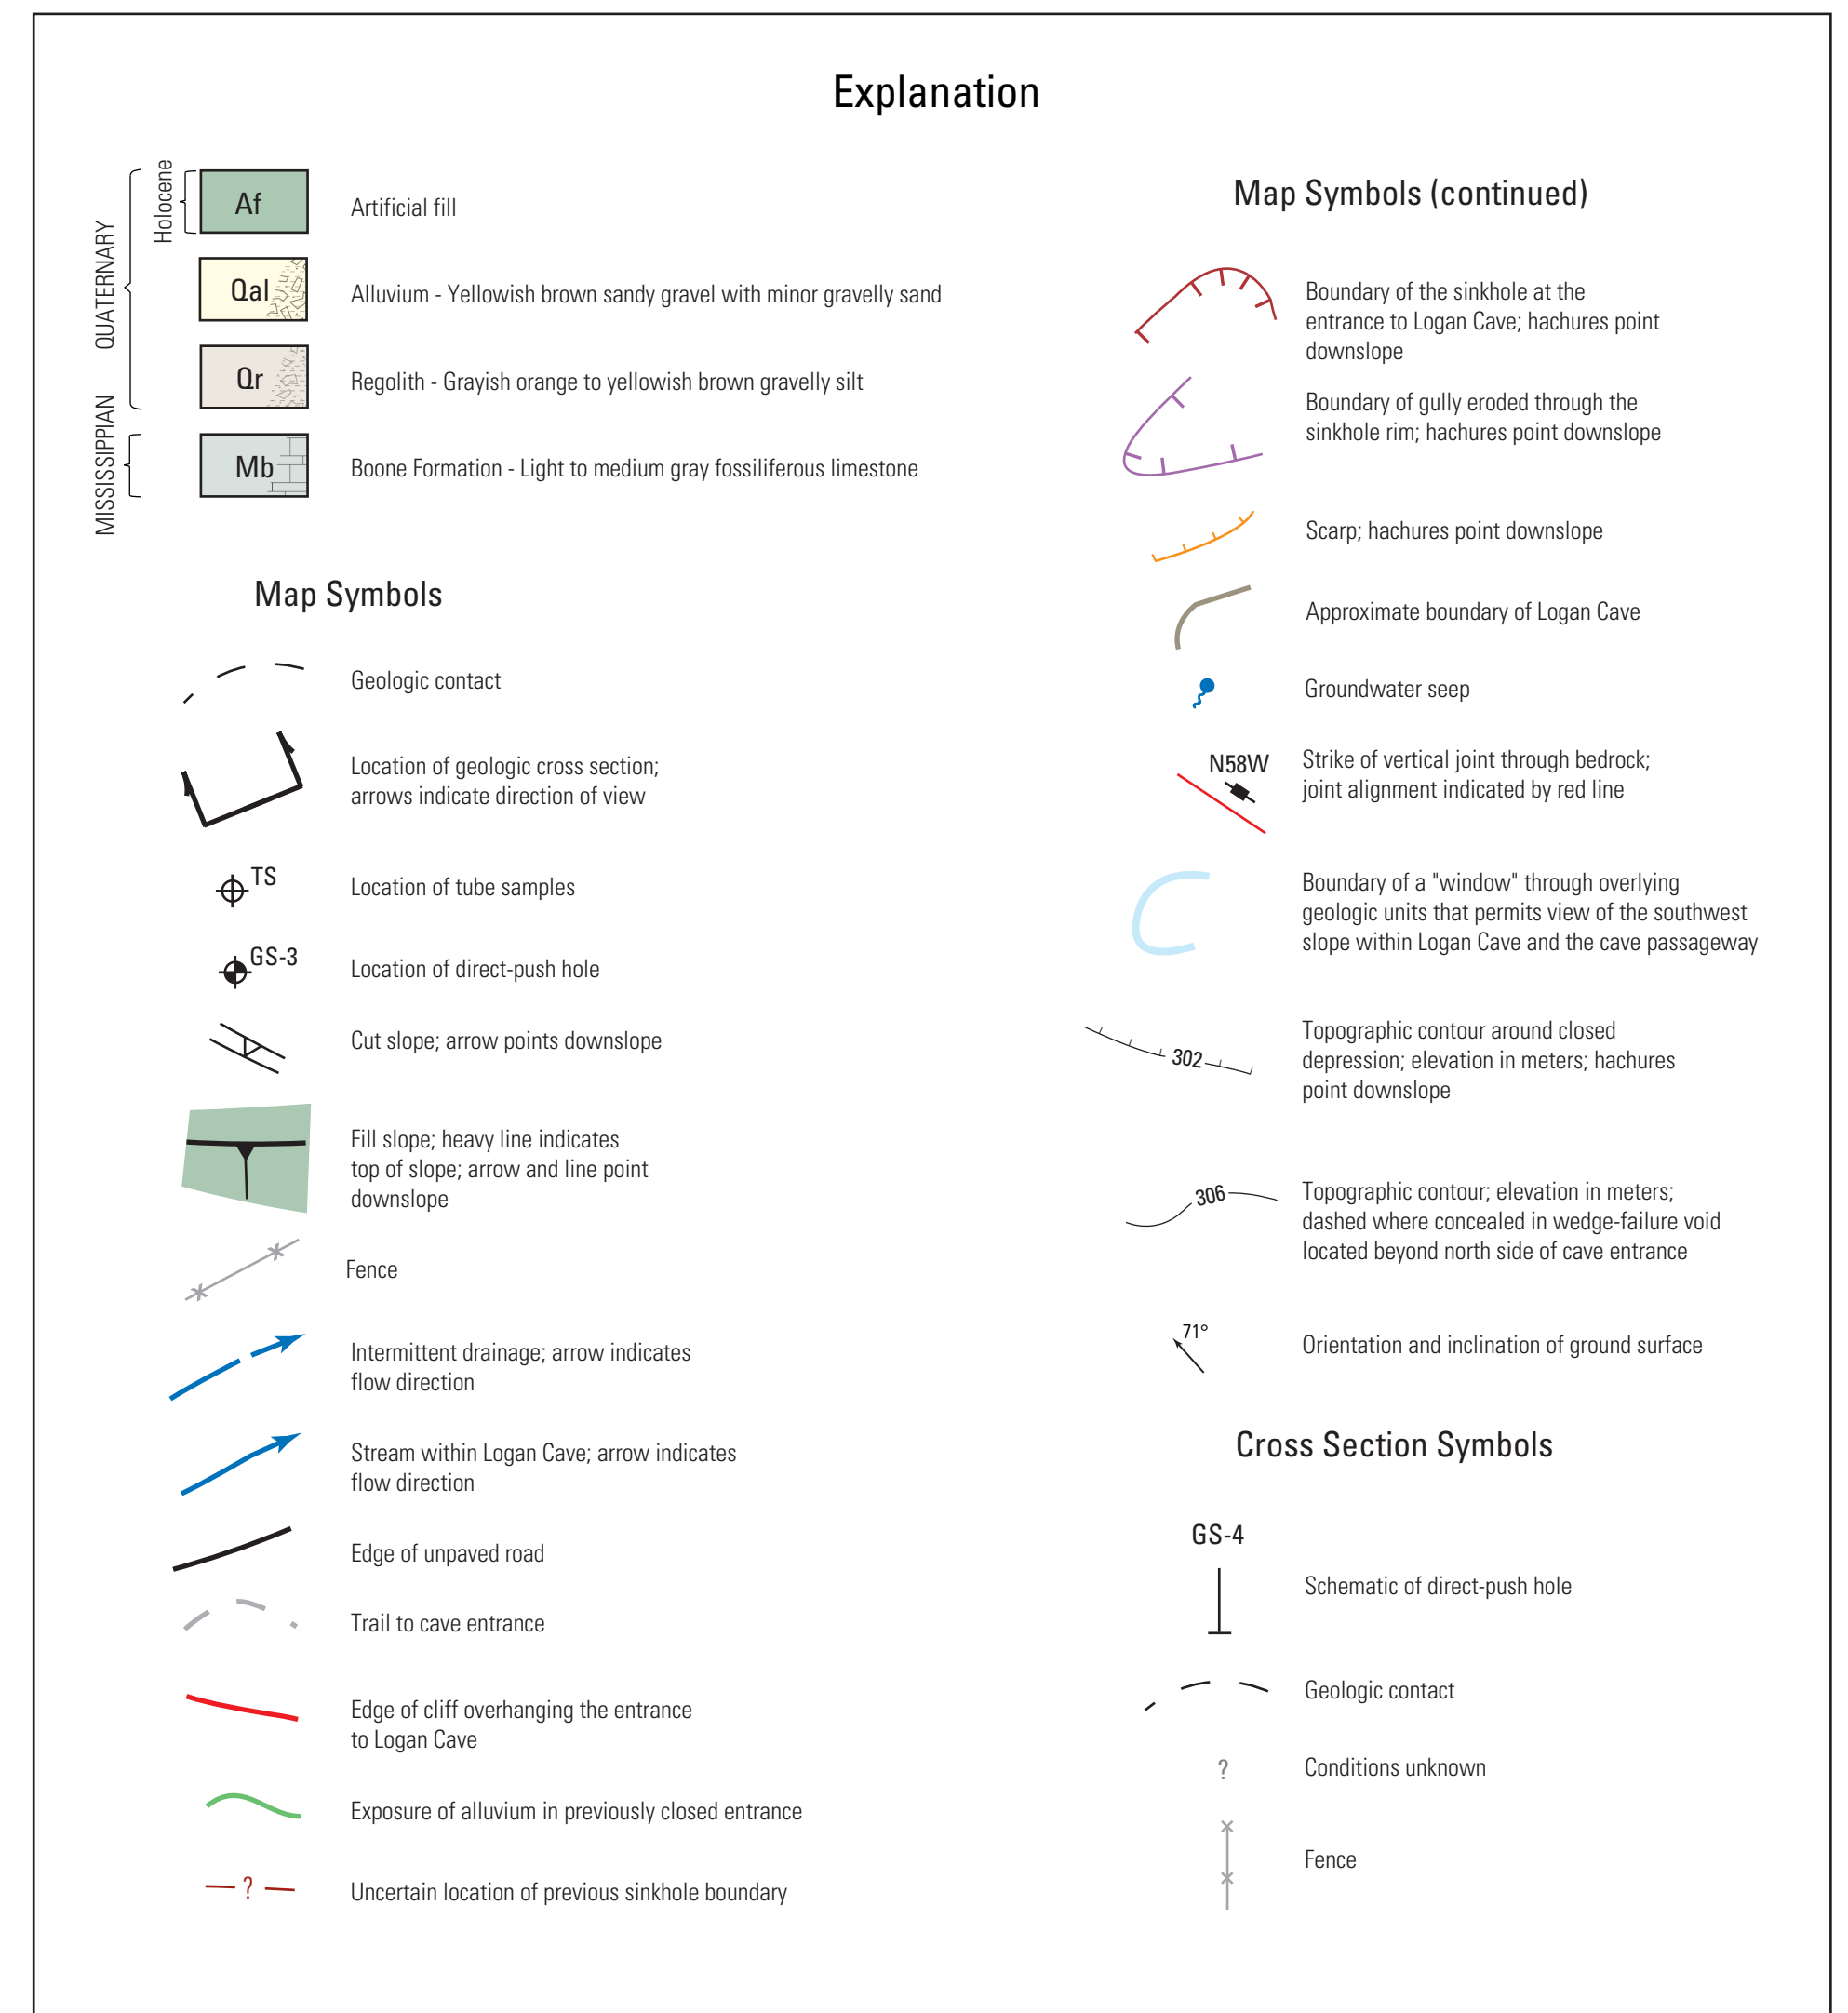 Explanation
QUATERNARY
Holocene
Af
Artificial fill
Qal
Alluvium - Yellowish brown sandy gravel with minor gravelly sand
Qr
Regolith - Grayish orange to yellowish brown gravelly silt
MISSISSIPPIAN
Mb
Boone Formation - Light to medium gray fossiliferous limestone
Map Symbols
Geologic contact
Location of geologic cross section;
arrows indicate direction of view
TS
Location of tube samples
GS-3
Location of direct-push hole
Cut slope; arrow points downslope
Fill slope; heavy line indicates
top of slope; arrow and line point
downslope
Fence
Intermittent drainage; arrow indicates
flow direction
Stream within Logan Cave; arrow indicates
flow direction
Edge of unpaved road
Trail to cave entrance
Edge of cliff overhanging the entrance
to Logan Cave
Exposure of alluvium in previously closed entrance
?
Uncertain location of previous sinkhole boundary
Map Symbols (continued)
Boundary of the sinkhole at the
entrance to Logan Cave; hachures point
downslope
Boundary of gully eroded through the
sinkhole rim; hachures point downslope
Scarp; hachures point downslope
Approximate boundary of Logan Cave
Groundwater seep
N58W
Strike of vertical joint through bedrock;
joint alignment indicated by red line
Boundary of a "window" through overlying
geologic units that permits view of the southwest
slope within Logan Cave and the cave passageway
302
Topographic contour around closed
depression; elevation in meters; hachures
point downslope
306
Topographic contour; elevation in meters;
dashed where concealed in wedge-failure void
located beyond north side of cave entrance
71°
Orientation and inclination of ground surface
Cross Section Symbols
GS-4
Schematic of direct-push hole
Geologic contact
?
Conditions unknown
Fence